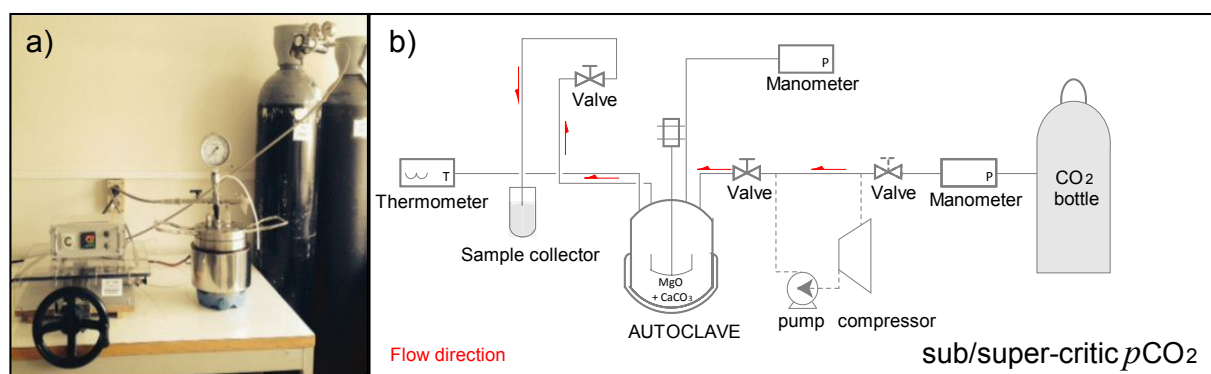 a)
C
b)
P
Manometer
Valve
T
Thermometer
Sample collector
Valve
Valve
P
Manometer
CO2
bottle
MgO
+ CaCO3
AUTOCLAVE
pump compressor
Flow direction
sub/super-critic pCO2